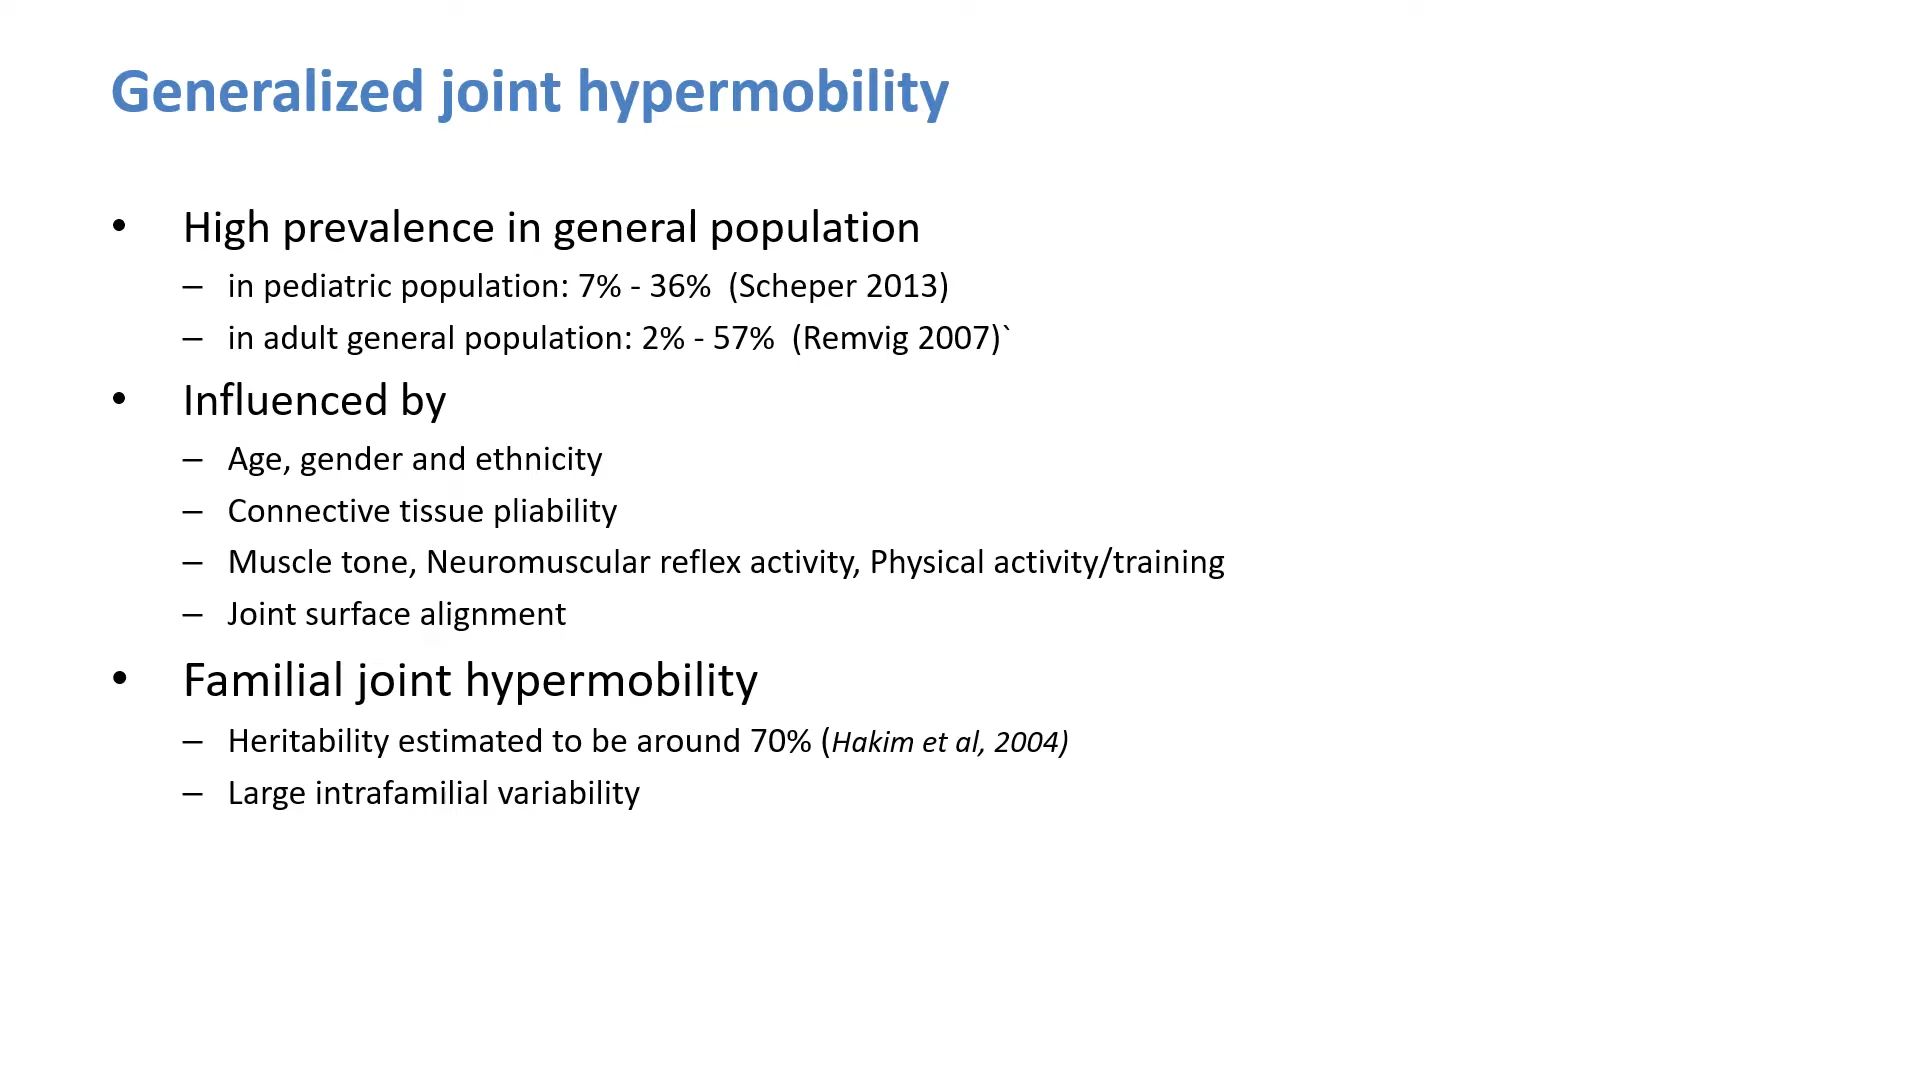 Generalized joint hypermobility
• High prevalence in general population
– in pediatric population: 7% - 36%  (Scheper 2013)
– in adult general population: 2% - 57%  (Remvig 2007)`
• Influenced by
– Age, gender and ethnicity
– Connective tissue pliability
– Muscle tone, Neuromuscular reflex activity, Physical activity/training
– Joint surface alignment
• Familial joint hypermobility
– Heritability estimated to be around 70% (Hakim et al, 2004)
– Large intrafamilial variability